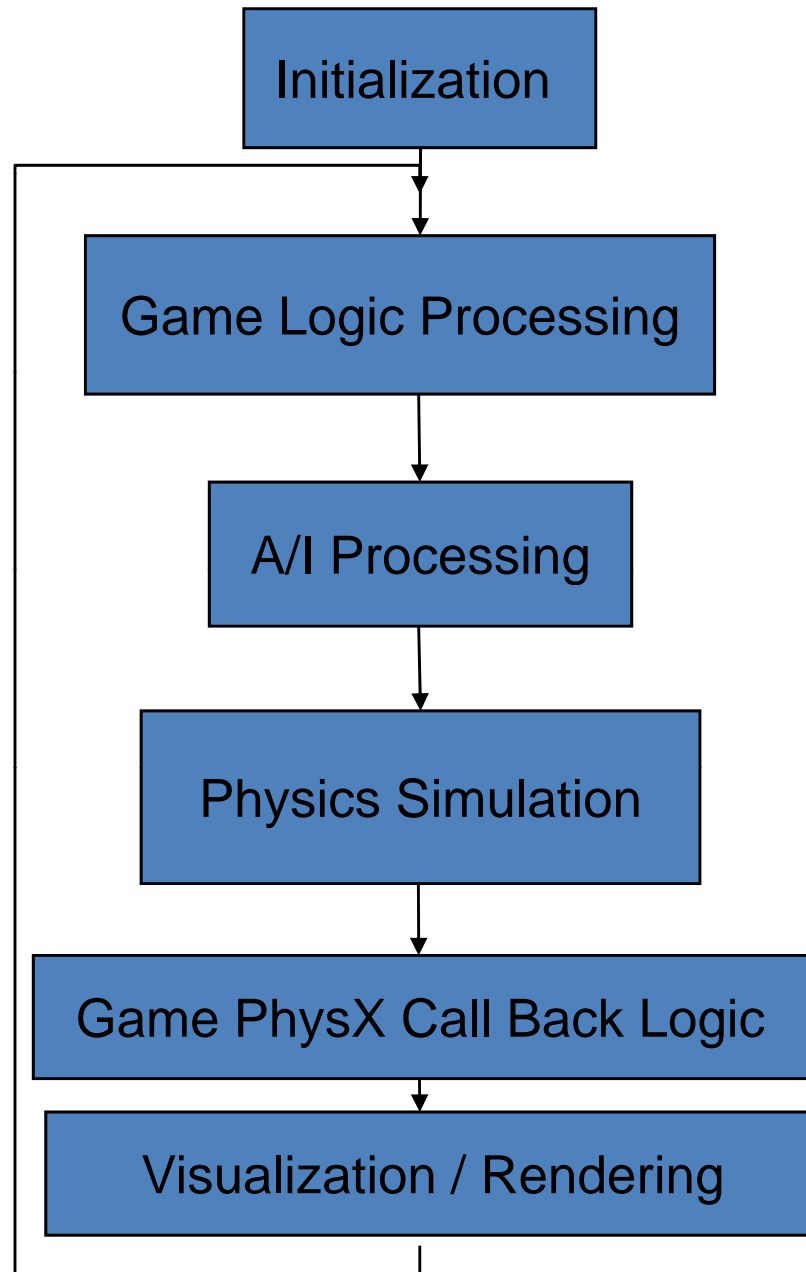 Initialization
Game Logic Processing
A/I Processing
Physics Simulation
Game PhysX Call Back Logic
Visualization / Rendering